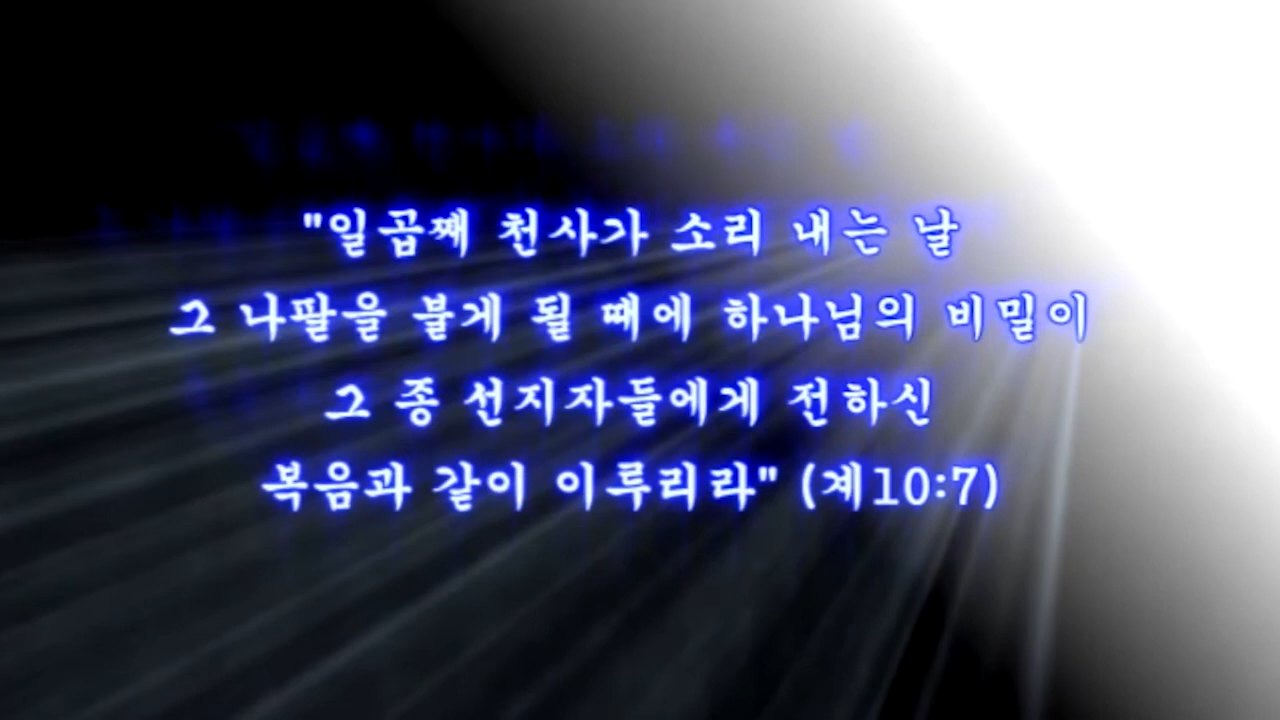 "일곱째 천사가 소리 내는 날
그 나팔을 불게 될 때에 하나님의 비밀이
그 종 선지자들에게 전하신
복음과 같이 이루리라" (계10:7)